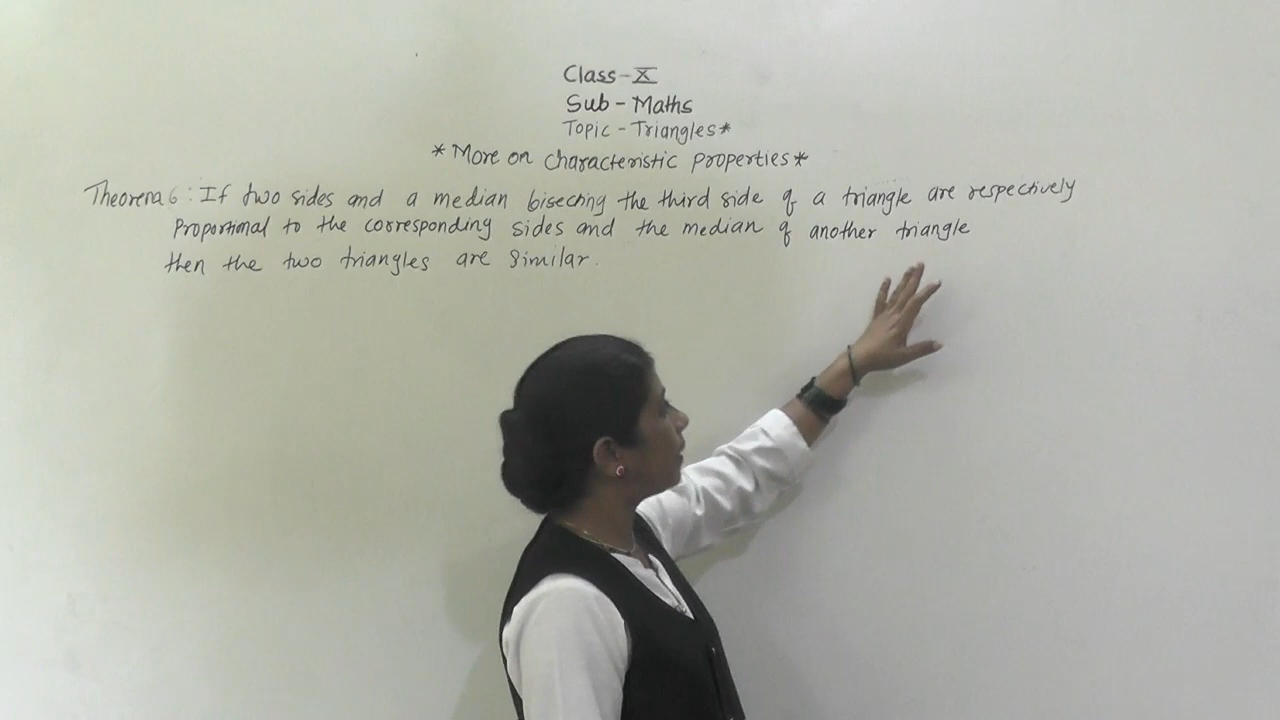 Class-X
Sub-Maths
Topic-Triangles*
*More on characteristic properties*
Theorem 6: If two sides and a median bisecting the third side of a triangle are respectively
Proportional to the corresponding sides and the median of another triangle
then the two triangles are similar.